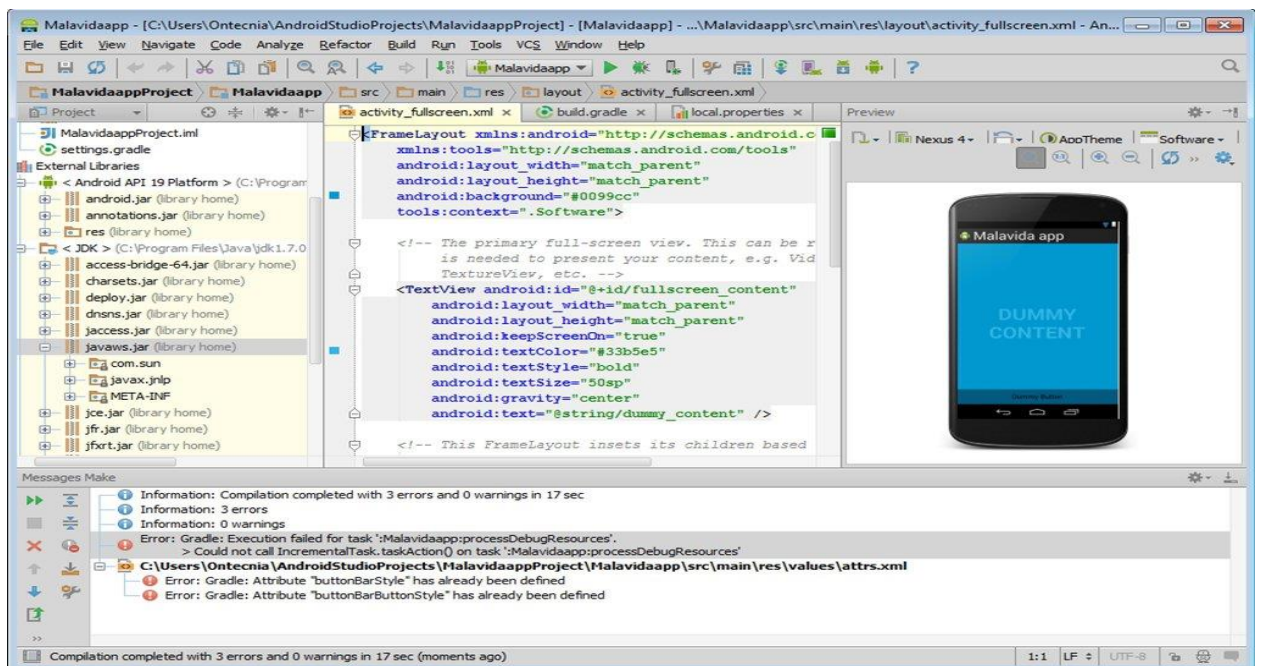 Malavidaapp - [C:\Users\Ontecnia\AndroidStudioProjects\MalavidaappProject] - [Malavidaapp] - ...\Malavidaapp\src\main\res\layout\activity_fullscreen.xml - An...
File Edit View Navigate Code Analyze Refactor Build Run Tools VCS Window Help
Malavidaapp
MalavidaappProject Malavidaapp src main res layout activity_fullscreen.xml
Project
activity_fullscreen.xml build.gradle local.properties
Preview
MalavidaappProject.iml
settings.gradle
External Libraries
< Android API 19 Platform > (C:\Program
android.jar (library home)
annotations.jar (library home)
res (library home)
< JDK > (C:\Program Files\Java\jdk1.7.0
access-bridge-64.jar (library home)
charsets.jar (library home)
deploy.jar (library home)
dnsns.jar (library home)
jaccess.jar (library home)
javaws.jar (library home)
com.sun
javax.jnlp
META-INF
jce.jar (library home)
jfr.jar (library home)
jfxrt.jar (library home)
<FrameLayout xmlns:android="http://schemas.android.c
xmlns:tools="http://schemas.android.com/tools"
android:layout_width="match_parent"
android:layout_height="match_parent"
android:background="#0099cc"
tools:context=".Software">
<!-- The primary full-screen view. This can be r
is needed to present your content, e.g. Vid
TextureView, etc. -->
<TextView android:id="@+id/fullscreen_content"
android:layout_width="match_parent"
android:layout_height="match_parent"
android:keepScreenOn="true"
android:textColor="#33b5e5"
android:textStyle="bold"
android:textSize="50sp"
android:gravity="center"
android:text="@string/dummy_content" />
<!-- This FrameLayout insets its children based
Nexus 4 AppTheme Software
Malavida app
DUMMY
CONTENT
Dummy Button
Messages Make
Information: Compilation completed with 3 errors and 0 warnings in 17 sec
Information: 3 errors
Information: 0 warnings
Error: Gradle: Execution failed for task ':Malavidaapp:processDebugResources'.
> Could not call IncrementalTask.taskAction() on task ':Malavidaapp:processDebugResources'
C:\Users\Ontecnia\AndroidStudioProjects\MalavidaappProject\Malavidaapp\src\main\res\values\attrs.xml
Error: Gradle: Attribute "buttonBarStyle" has already been defined
Error: Gradle: Attribute "buttonBarButtonStyle" has already been defined
Compilation completed with 3 errors and 0 warnings in 17 sec (moments ago)
1:1 LF UTF-8